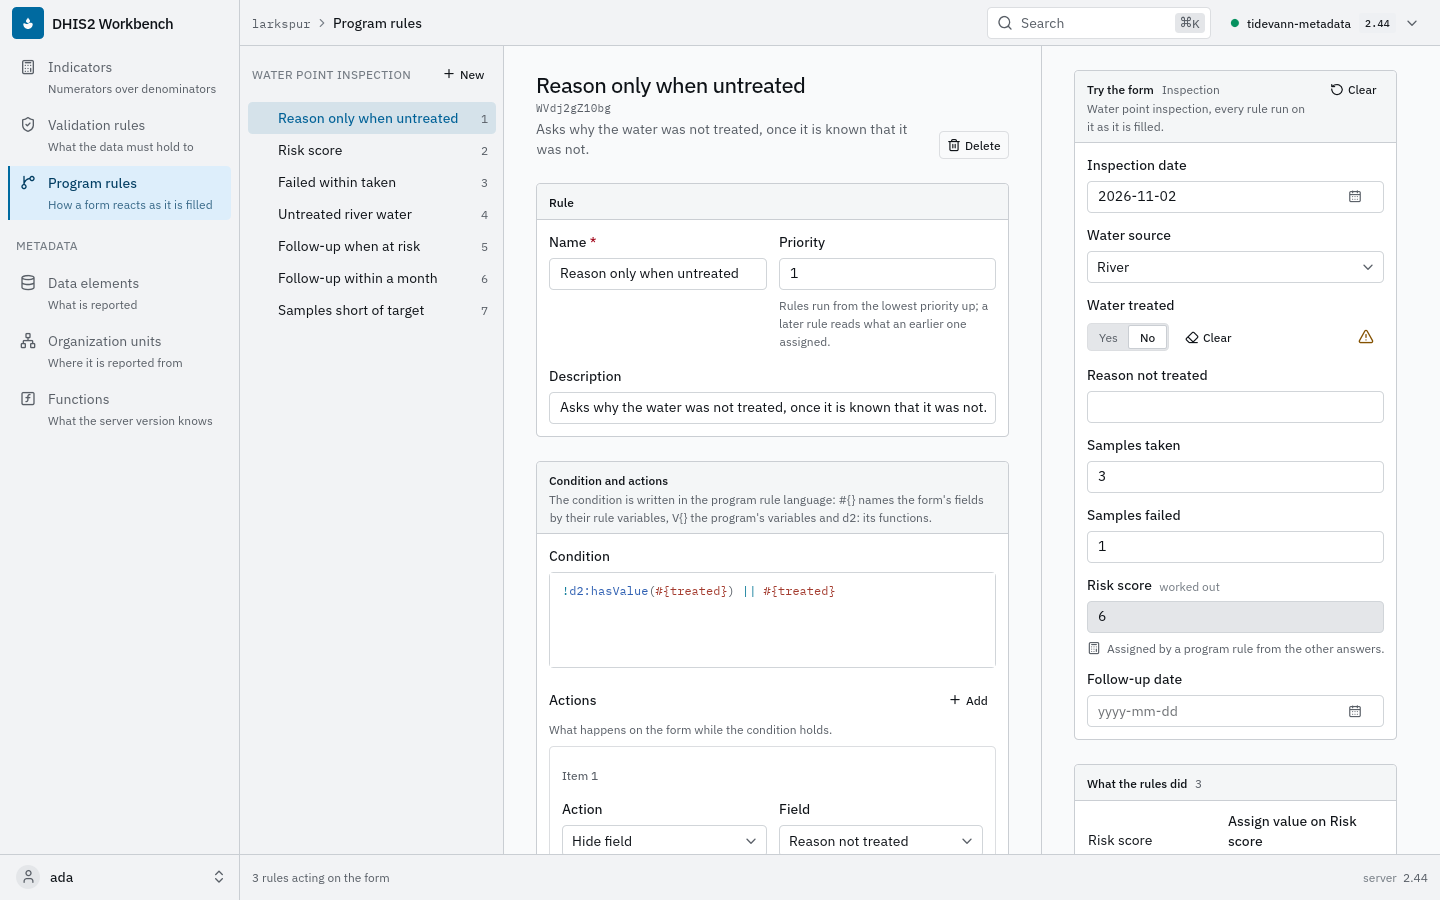 DHIS2 Workbench
larkspur > Program rules
Search ⌘K
tidevann-metadata 2.44
Indicators
Numerators over denominators
Validation rules
What the data must hold to
Program rules
How a form reacts as it is filled
METADATA
Data elements
What is reported
Organization units
Where it is reported from
Functions
What the server version knows
ada
WATER POINT INSPECTION
New
Reason only when untreated 1
Risk score 2
Failed within taken 3
Untreated river water 4
Follow-up when at risk 5
Follow-up within a month 6
Samples short of target 7
Reason only when untreated
WVdj2gZ10bg
Asks why the water was not treated, once it is known that it
was not.
Delete
Rule
Name *
Priority
Reason only when untreated
1
Rules run from the lowest priority up; a
later rule reads what an earlier one
assigned.
Description
Asks why the water was not treated, once it is known that it was not.
Condition and actions
The condition is written in the program rule language: #{} names the form's fields
by their rule variables, V{} the program's variables and d2: its functions.
Condition
!d2:hasValue(#{treated}) || #{treated}
Actions
Add
What happens on the form while the condition holds.
Item 1
Action
Field
Hide field
Reason not treated
Try the form Inspection
Clear
Water point inspection, every rule run on
it as it is filled.
Inspection date
2026-11-02
Water source
River
Water treated
Yes No Clear
Reason not treated
Samples taken
3
Samples failed
1
Risk score worked out
6
Assigned by a program rule from the other answers.
Follow-up date
yyyy-mm-dd
What the rules did 3
Risk score
Assign value on Risk
score
3 rules acting on the form
server 2.44